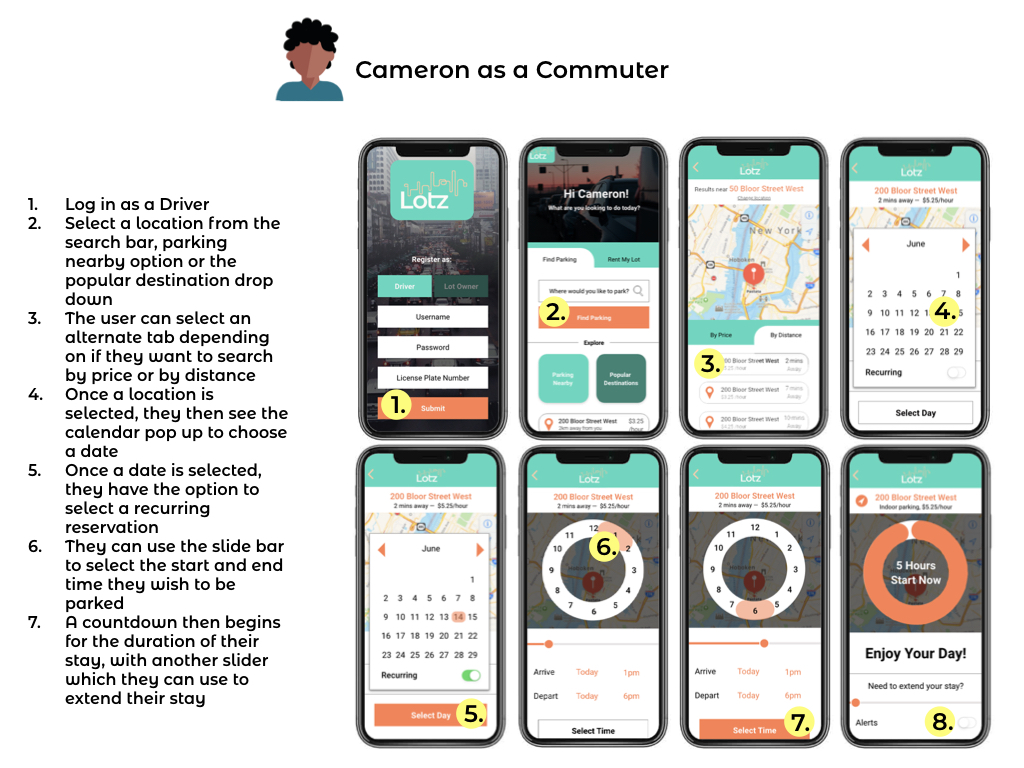 Cameron as a Commuter
1. Log in as a Driver
2. Select a location from the
search bar, parking
nearby option or the
popular destination drop
down
3. The user can select an
alternate tab depending
on if they want to search
by price or by distance
4. Once a location is
selected, they then see the
calendar pop up to choose
a date
5. Once a date is selected,
they have the option to
select a recurring
reservation
6. They can use the slide bar
to select the start and end
time they wish to be
parked
7. A countdown then begins
for the duration of their
stay, with another slider
which they can use to
extend their stay
Lotz
Register as:
Driver Lot Owner
Username
Password
License Plate Number
1.
Submit
Lotz
Hi Cameron!
What are you looking to do today?
Find Parking Rent My Lot
Where would you like to park?
2.
Find Parking
Explore
Parking Nearby
Popular Destinations
200 Bloor Street West $3.25
3km away from you /hour
Lotz
Results near 50 Bloor Street West
Change location
New York
Hoboken
By Price By Distance
3.
200 Bloor Street West 2 mins
$3.25 /hour Away
200 Bloor Street West 7 mins
Away
200 Bloor Street West
Away
Lotz
200 Bloor Street West
2 mins away — $5.25/hour
June
1
2 3 4 5 6 7 8
9 10 11 12 4. 15
16 17 18 19 20 21 22
23 24 25 26 27 28 29
Recurring
Select Day
Lotz
200 Bloor Street West
2 mins away — $5.25/hour
June
1
2 3 4 5 6 7 8
9 10 11 12 13 14 15
16 17 18 19 20 21 22
23 24 25 26 27 28 29
Recurring
Select Day
5.
Lotz
200 Bloor Street West
2 mins away — $5.25/hour
12
11
10 6. 2
9 3
8 4
7 6 5
Arrive Today 1pm
Depart Today 6pm
Select Time
Lotz
200 Bloor Street West
2 mins away — $5.25/hour
12
11 1
10 2
9 3
8 4
7 6 5
Arrive Today 1pm
Depart Today 6pm
Select Time
7.
Lotz
200 Bloor Street West
Indoor parking, $5.25/hour
5 Hours
Start Now
Enjoy Your Day!
Need to extend your stay?
Alerts
8.